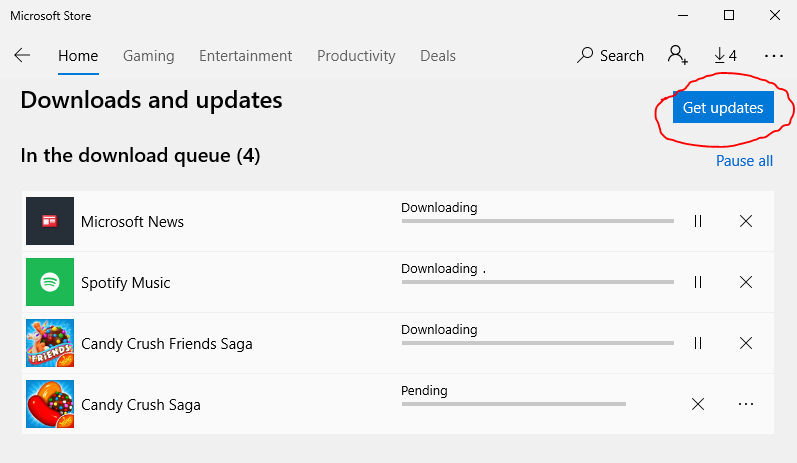 Microsoft Store
Home Gaming Entertainment Productivity Deals Search 4
Downloads and updates Get updates
In the download queue (4) Pause all
Downloading
Microsoft News
Downloading .
Spotify Music
Downloading
Candy Crush Friends Saga
FRIENDS
Pending
Candy Crush Saga